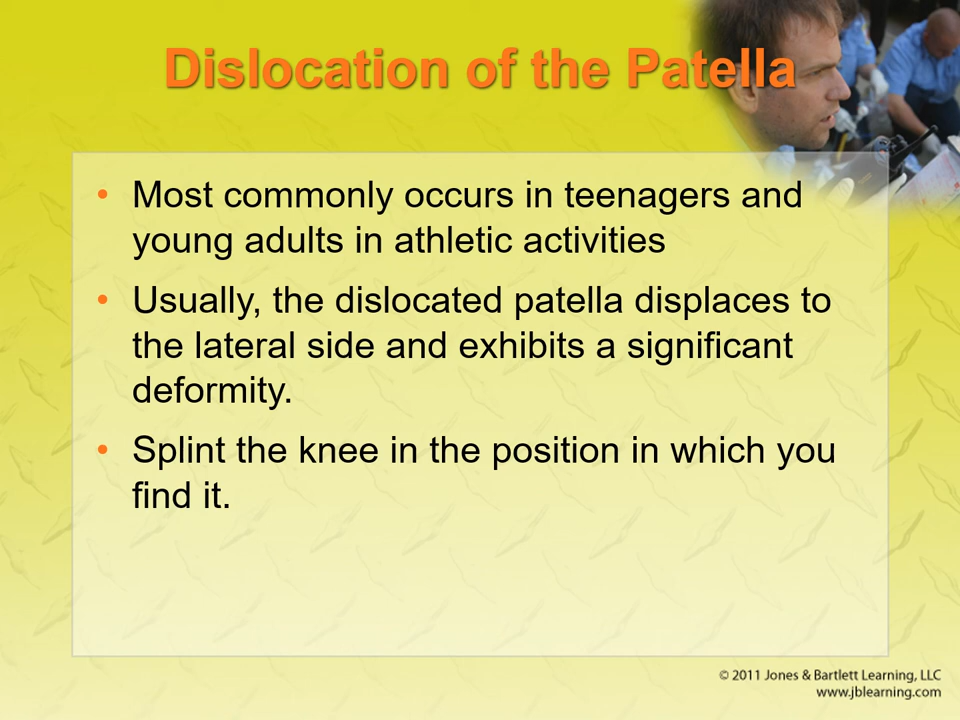 Dislocation of the Patella
• Most commonly occurs in teenagers and
young adults in athletic activities
• Usually, the dislocated patella displaces to
the lateral side and exhibits a significant
deformity.
• Splint the knee in the position in which you
find it.
© 2011 Jones & Bartlett Learning, LLC
www.jblearning.com